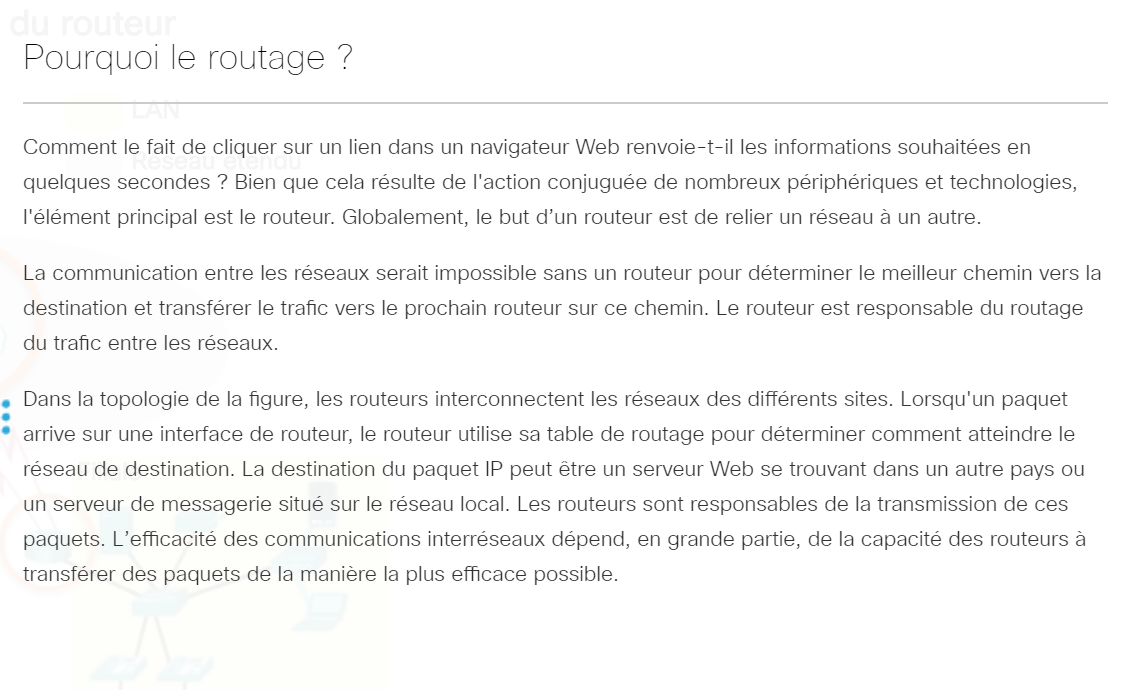 du routeur
Pourquoi le routage ?
LAN
Comment le fait de cliquer sur un lien dans un navigateur Web renvoie-t-il les informations souhaitées en
Réseau étendu
quelques secondes ? Bien que cela résulte de l'action conjuguée de nombreux périphériques et technologies,
l'élément principal est le routeur. Globalement, le but d’un routeur est de relier un réseau à un autre.
La communication entre les réseaux serait impossible sans un routeur pour déterminer le meilleur chemin vers la
destination et transférer le trafic vers le prochain routeur sur ce chemin. Le routeur est responsable du routage
du trafic entre les réseaux.
Dans la topologie de la figure, les routeurs interconnectent les réseaux des différents sites. Lorsqu'un paquet
arrive sur une interface de routeur, le routeur utilise sa table de routage pour déterminer comment atteindre le
réseau de destination. La destination du paquet IP peut être un serveur Web se trouvant dans un autre pays ou
un serveur de messagerie situé sur le réseau local. Les routeurs sont responsables de la transmission de ces
paquets. L’efficacité des communications interréseaux dépend, en grande partie, de la capacité des routeurs à
transférer des paquets de la manière la plus efficace possible.